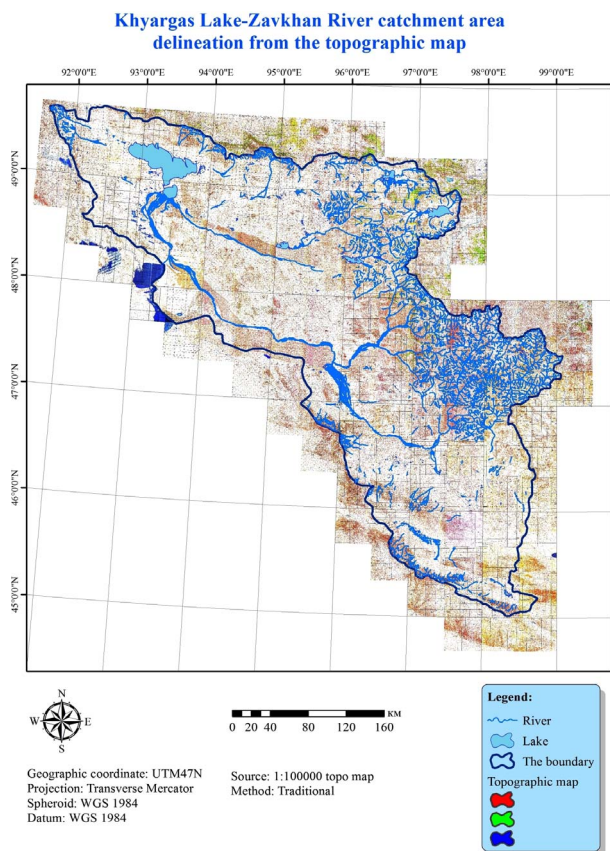 Khyargas Lake-Zavkhan River catchment area
delineation from the topographic map
92°0'0"E 93°0'0"E 94°0'0"E 95°0'0"E 96°0'0"E 97°0'0"E 98°0'0"E 99°0'0"E
49°0'0"N
48°0'0"N
47°0'0"N
46°0'0"N
45°0'0"N
N
W E
S
0 20 40 80 120 160 KM
Geographic coordinate: UTM47N
Projection: Transverse Mercator
Spheroid: WGS 1984
Datum: WGS 1984
Source: 1:100000 topo map
Method: Traditional
Legend:
River
Lake
The boundary
Topographic map